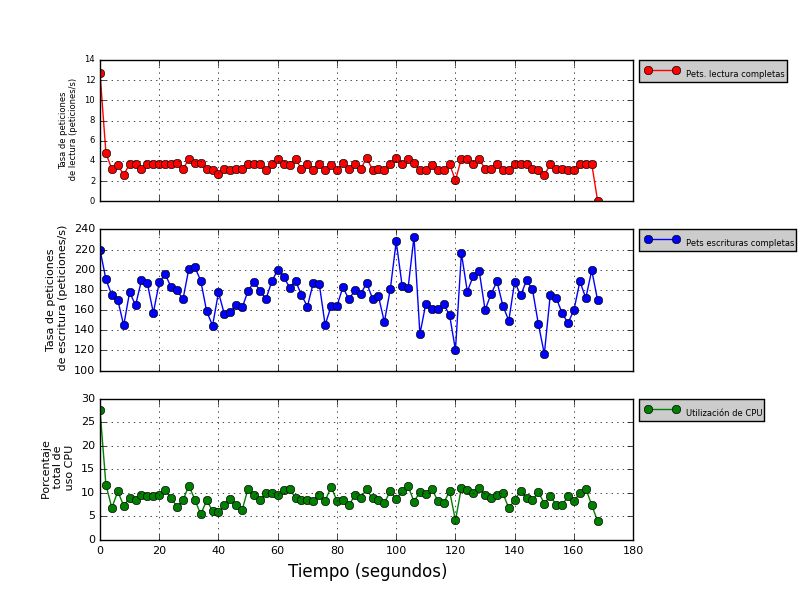 14
12
10
8
6
4
2
0
Tasa de peticiones
de lectura (peticiones/s)
Pets. lectura completas
240
220
200
180
160
140
120
100
Tasa de peticiones
de escritura (peticiones/s)
Pets escrituras completas
30
25
20
15
10
5
0
Porcentaje
total de
uso CPU
Utilización de CPU
0 20 40 60 80 100 120 140 160 180
Tiempo (segundos)